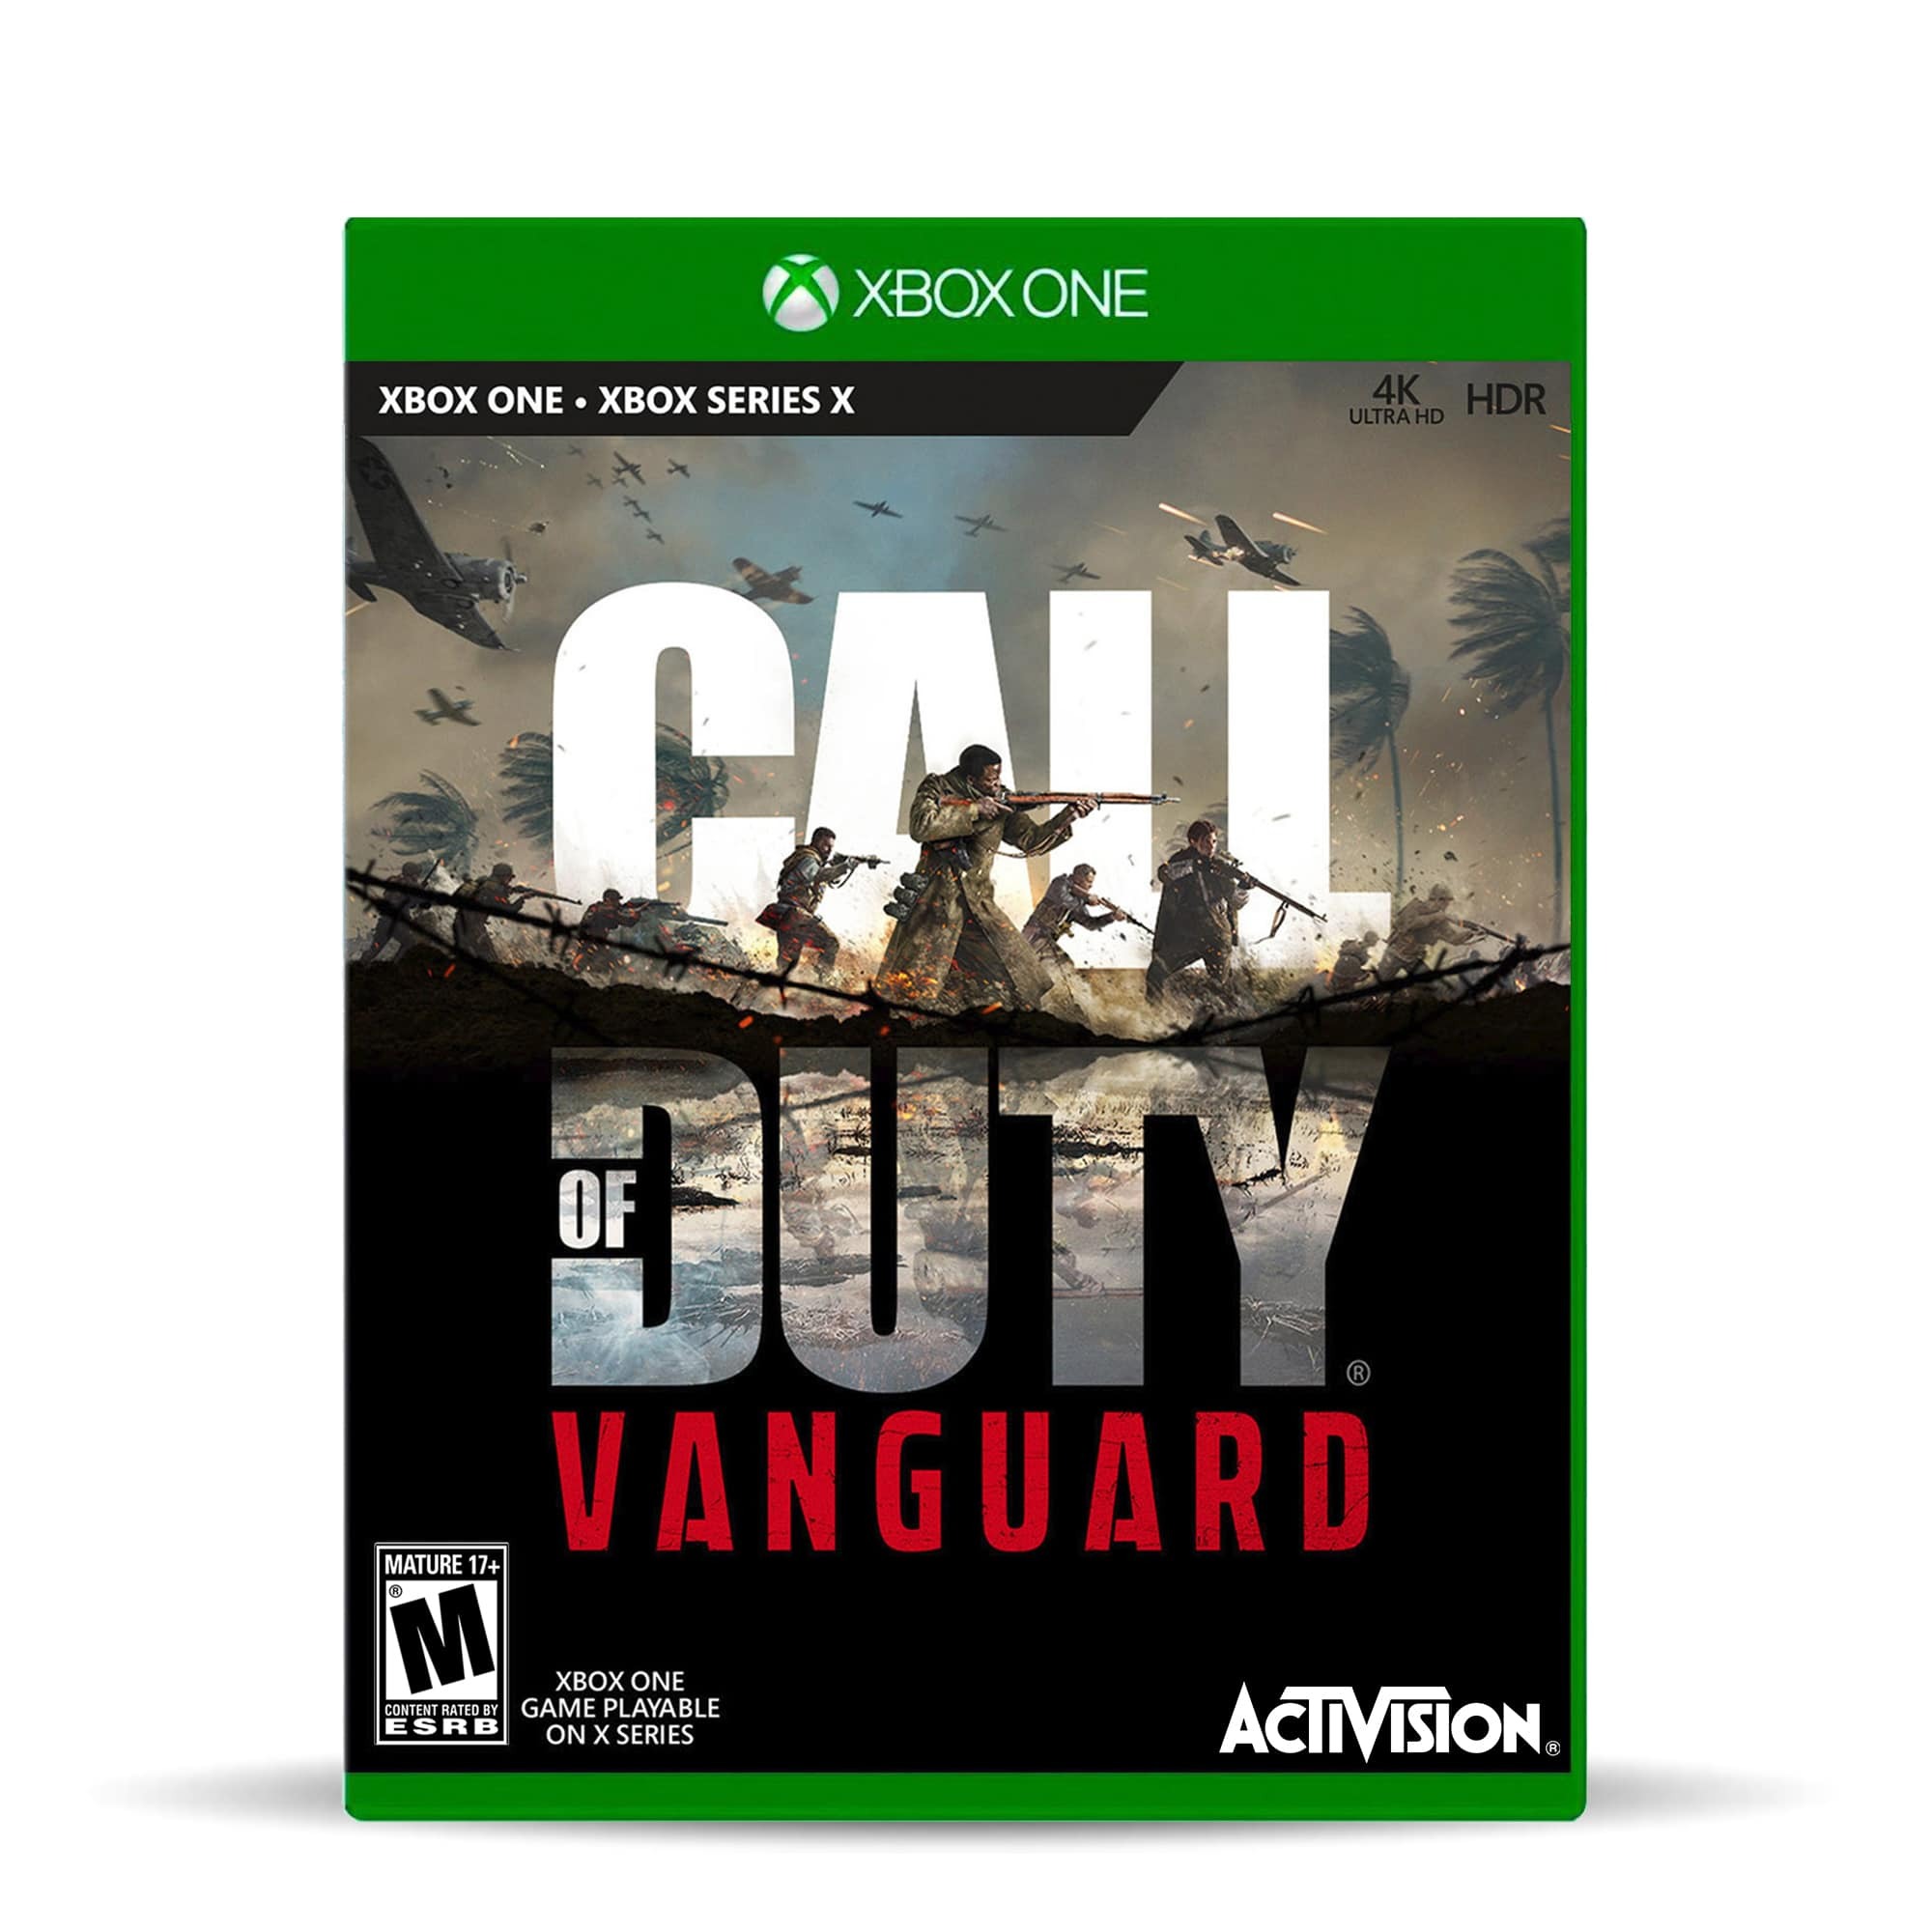 XBOX ONE
XBOX ONE • XBOX SERIES X
4K
ULTRA HD
HDR
CALL
OF
DUTY®
VANGUARD
MATURE 17+
M®
CONTENT RATED BY
ESRB
XBOX ONE
GAME PLAYABLE
ON X SERIES
ACTIVISION®